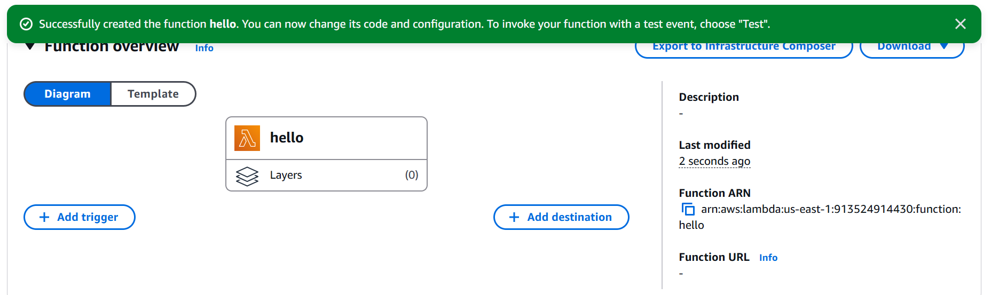 Successfully created the function hello. You can now change its code and configuration. To invoke your function with a test event, choose "Test".
Function overview Info
Export to Infrastructure Composer
Download
Diagram
Template
hello
Layers
(0)
+ Add trigger
+ Add destination
Description
-
Last modified
2 seconds ago
Function ARN
arn:aws:lambda:us-east-1:913524914430:function:
hello
Function URL Info
-